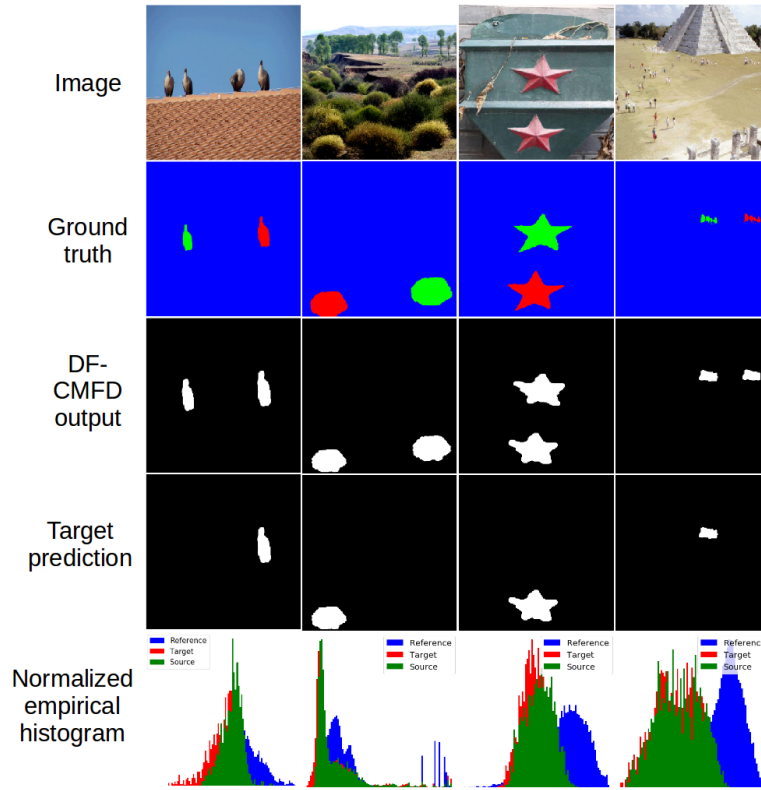 Image
Ground
truth
DF-
CMFD
output
Target
prediction
Normalized
empirical
histogram
Reference
Target
Source
Reference
Target
Source
Reference
Target
Source
Reference
Target
Source